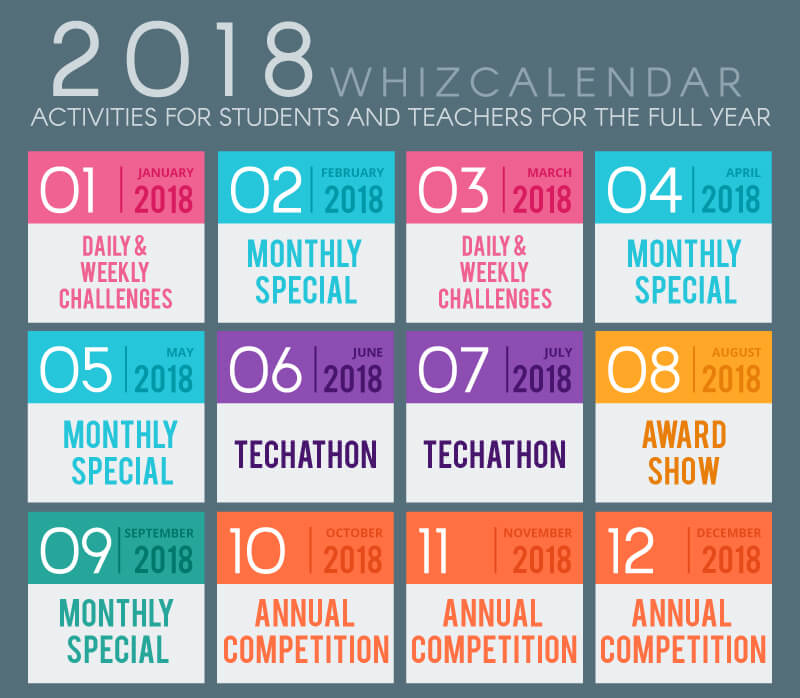 2018 WHIZCALENDAR
ACTIVITIES FOR STUDENTS AND TEACHERS FOR THE FULL YEAR
01 JANUARY 2018
DAILY &
WEEKLY
CHALLENGES
02 FEBRUARY 2018
MONTHLY
SPECIAL
03 MARCH 2018
DAILY &
WEEKLY
CHALLENGES
04 APRIL 2018
MONTHLY
SPECIAL
05 MAY 2018
MONTHLY
SPECIAL
06 JUNE 2018
TECHATHON
07 JULY 2018
TECHATHON
08 AUGUST 2018
AWARD
SHOW
09 SEPTEMBER 2018
MONTHLY
SPECIAL
10 OCTOBER 2018
ANNUAL
COMPETITION
11 NOVEMBER 2018
ANNUAL
COMPETITION
12 DECEMBER 2018
ANNUAL
COMPETITION